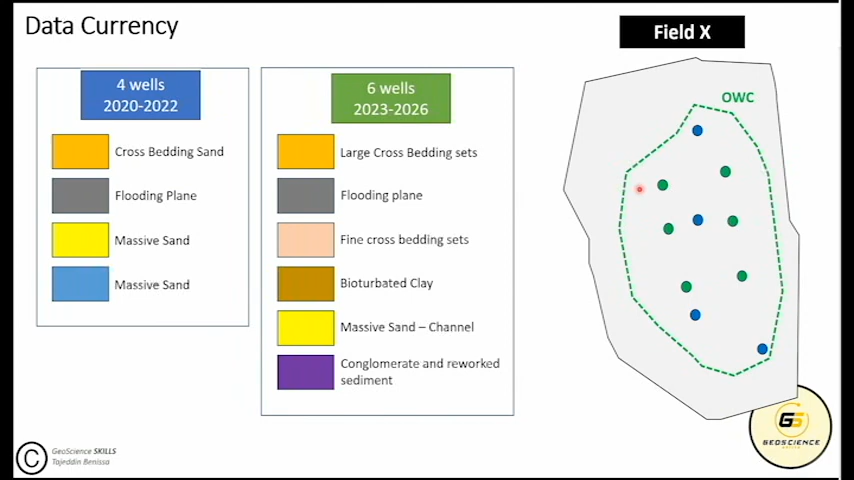 Data Currency
Field X
4 wells
2020-2022
Cross Bedding Sand
Flooding Plane
Massive Sand
Massive Sand
6 wells
2023-2026
Large Cross Bedding sets
Flooding plane
Fine cross bedding sets
Bioturbated Clay
Massive Sand – Channel
Conglomerate and reworked
sediment
OWC
C
GeoScience SKILLS
Tajeddin Benissa
GS
GEOSCIENCE